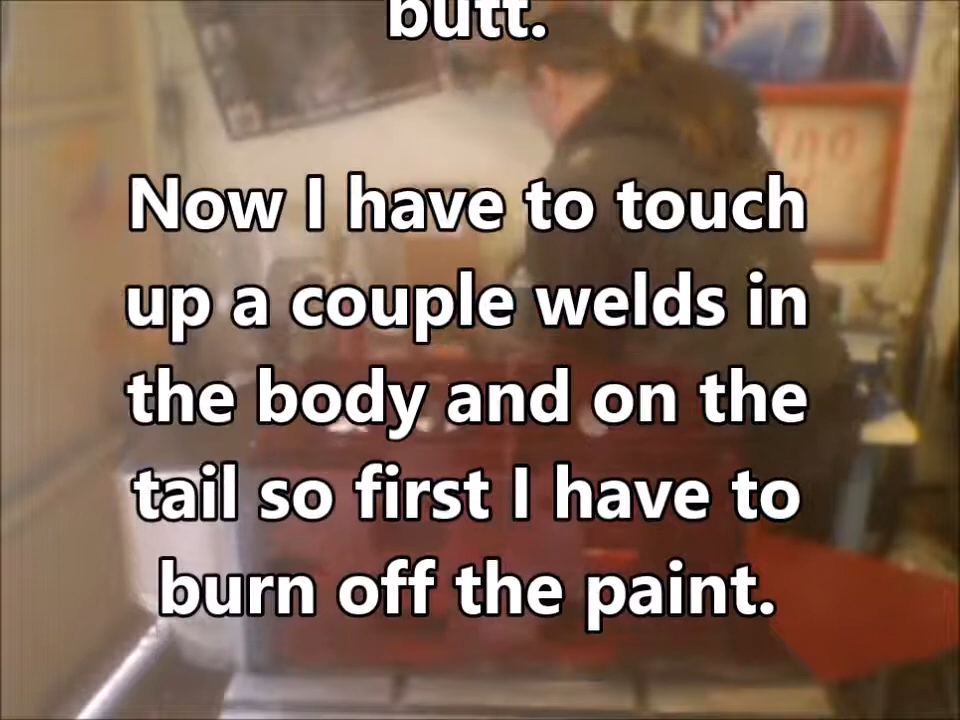 butt.
Now I have to touch
up a couple welds in
the body and on the
tail so first I have to
burn off the paint.